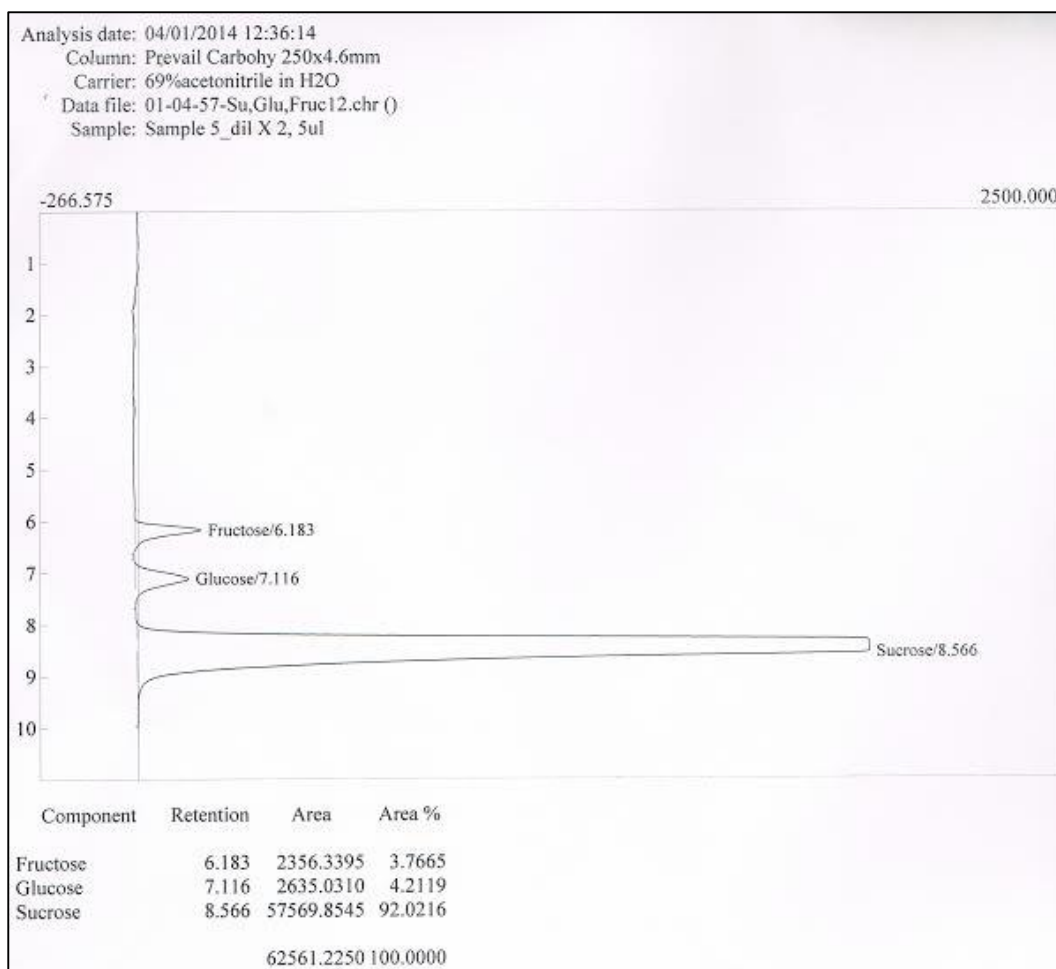 Analysis date: 04/01/2014 12:36:14
Column: Prevail Carbohy 250x4.6mm
Carrier: 69%acetonitrile in H2O
Data file: 01-04-57-Su,Glu,Fruc12.chr ()
Sample: Sample 5_dil X 2, 5ul
-266.575 2500.000
1
2
3
4
5
6
Fructose/6.183
7
Glucose/7.116
8
Sucrose/8.566
9
10
Component Retention Area Area %
Fructose 6.183 2356.3395 3.7665
Glucose 7.116 2635.0310 4.2119
Sucrose 8.566 57569.8545 92.0216
62561.2250 100.0000